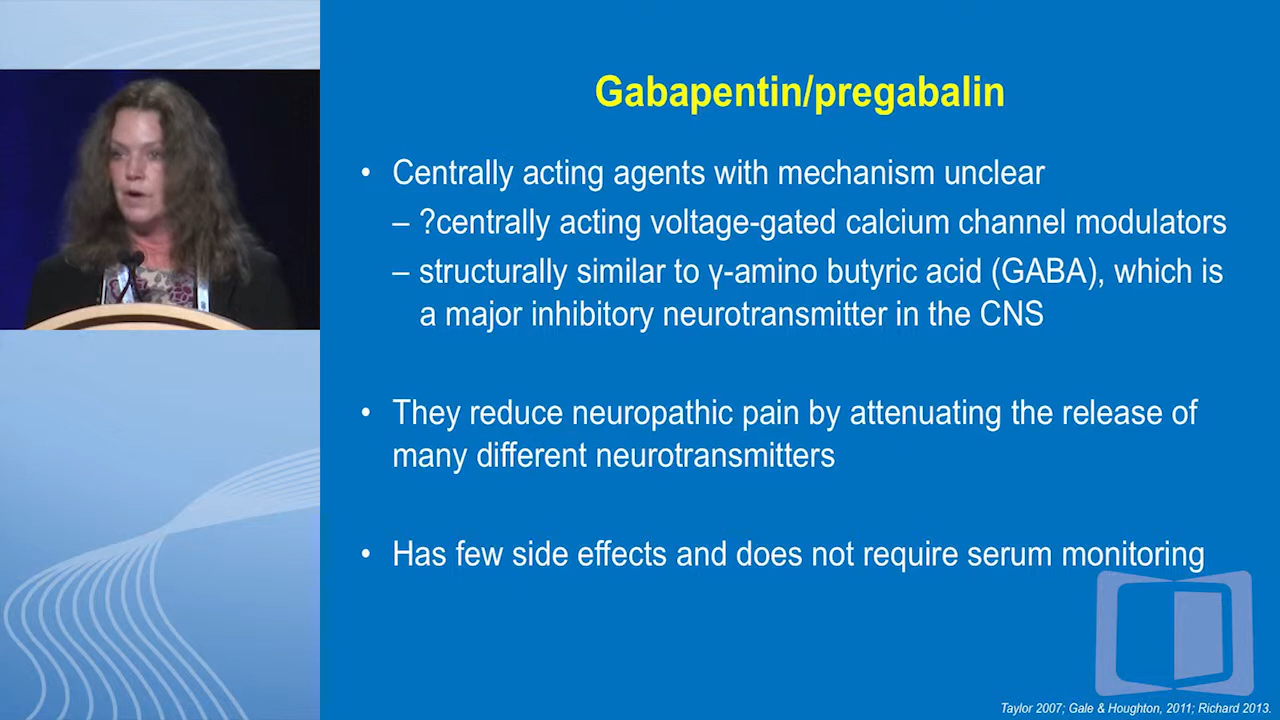 Gabapentin/pregabalin
• Centrally acting agents with mechanism unclear
– ?centrally acting voltage-gated calcium channel modulators
– structurally similar to γ-amino butyric acid (GABA), which is
a major inhibitory neurotransmitter in the CNS
• They reduce neuropathic pain by attenuating the release of
many different neurotransmitters
• Has few side effects and does not require serum monitoring
Taylor 2007; Gale & Houghton, 2011; Richard 2013.